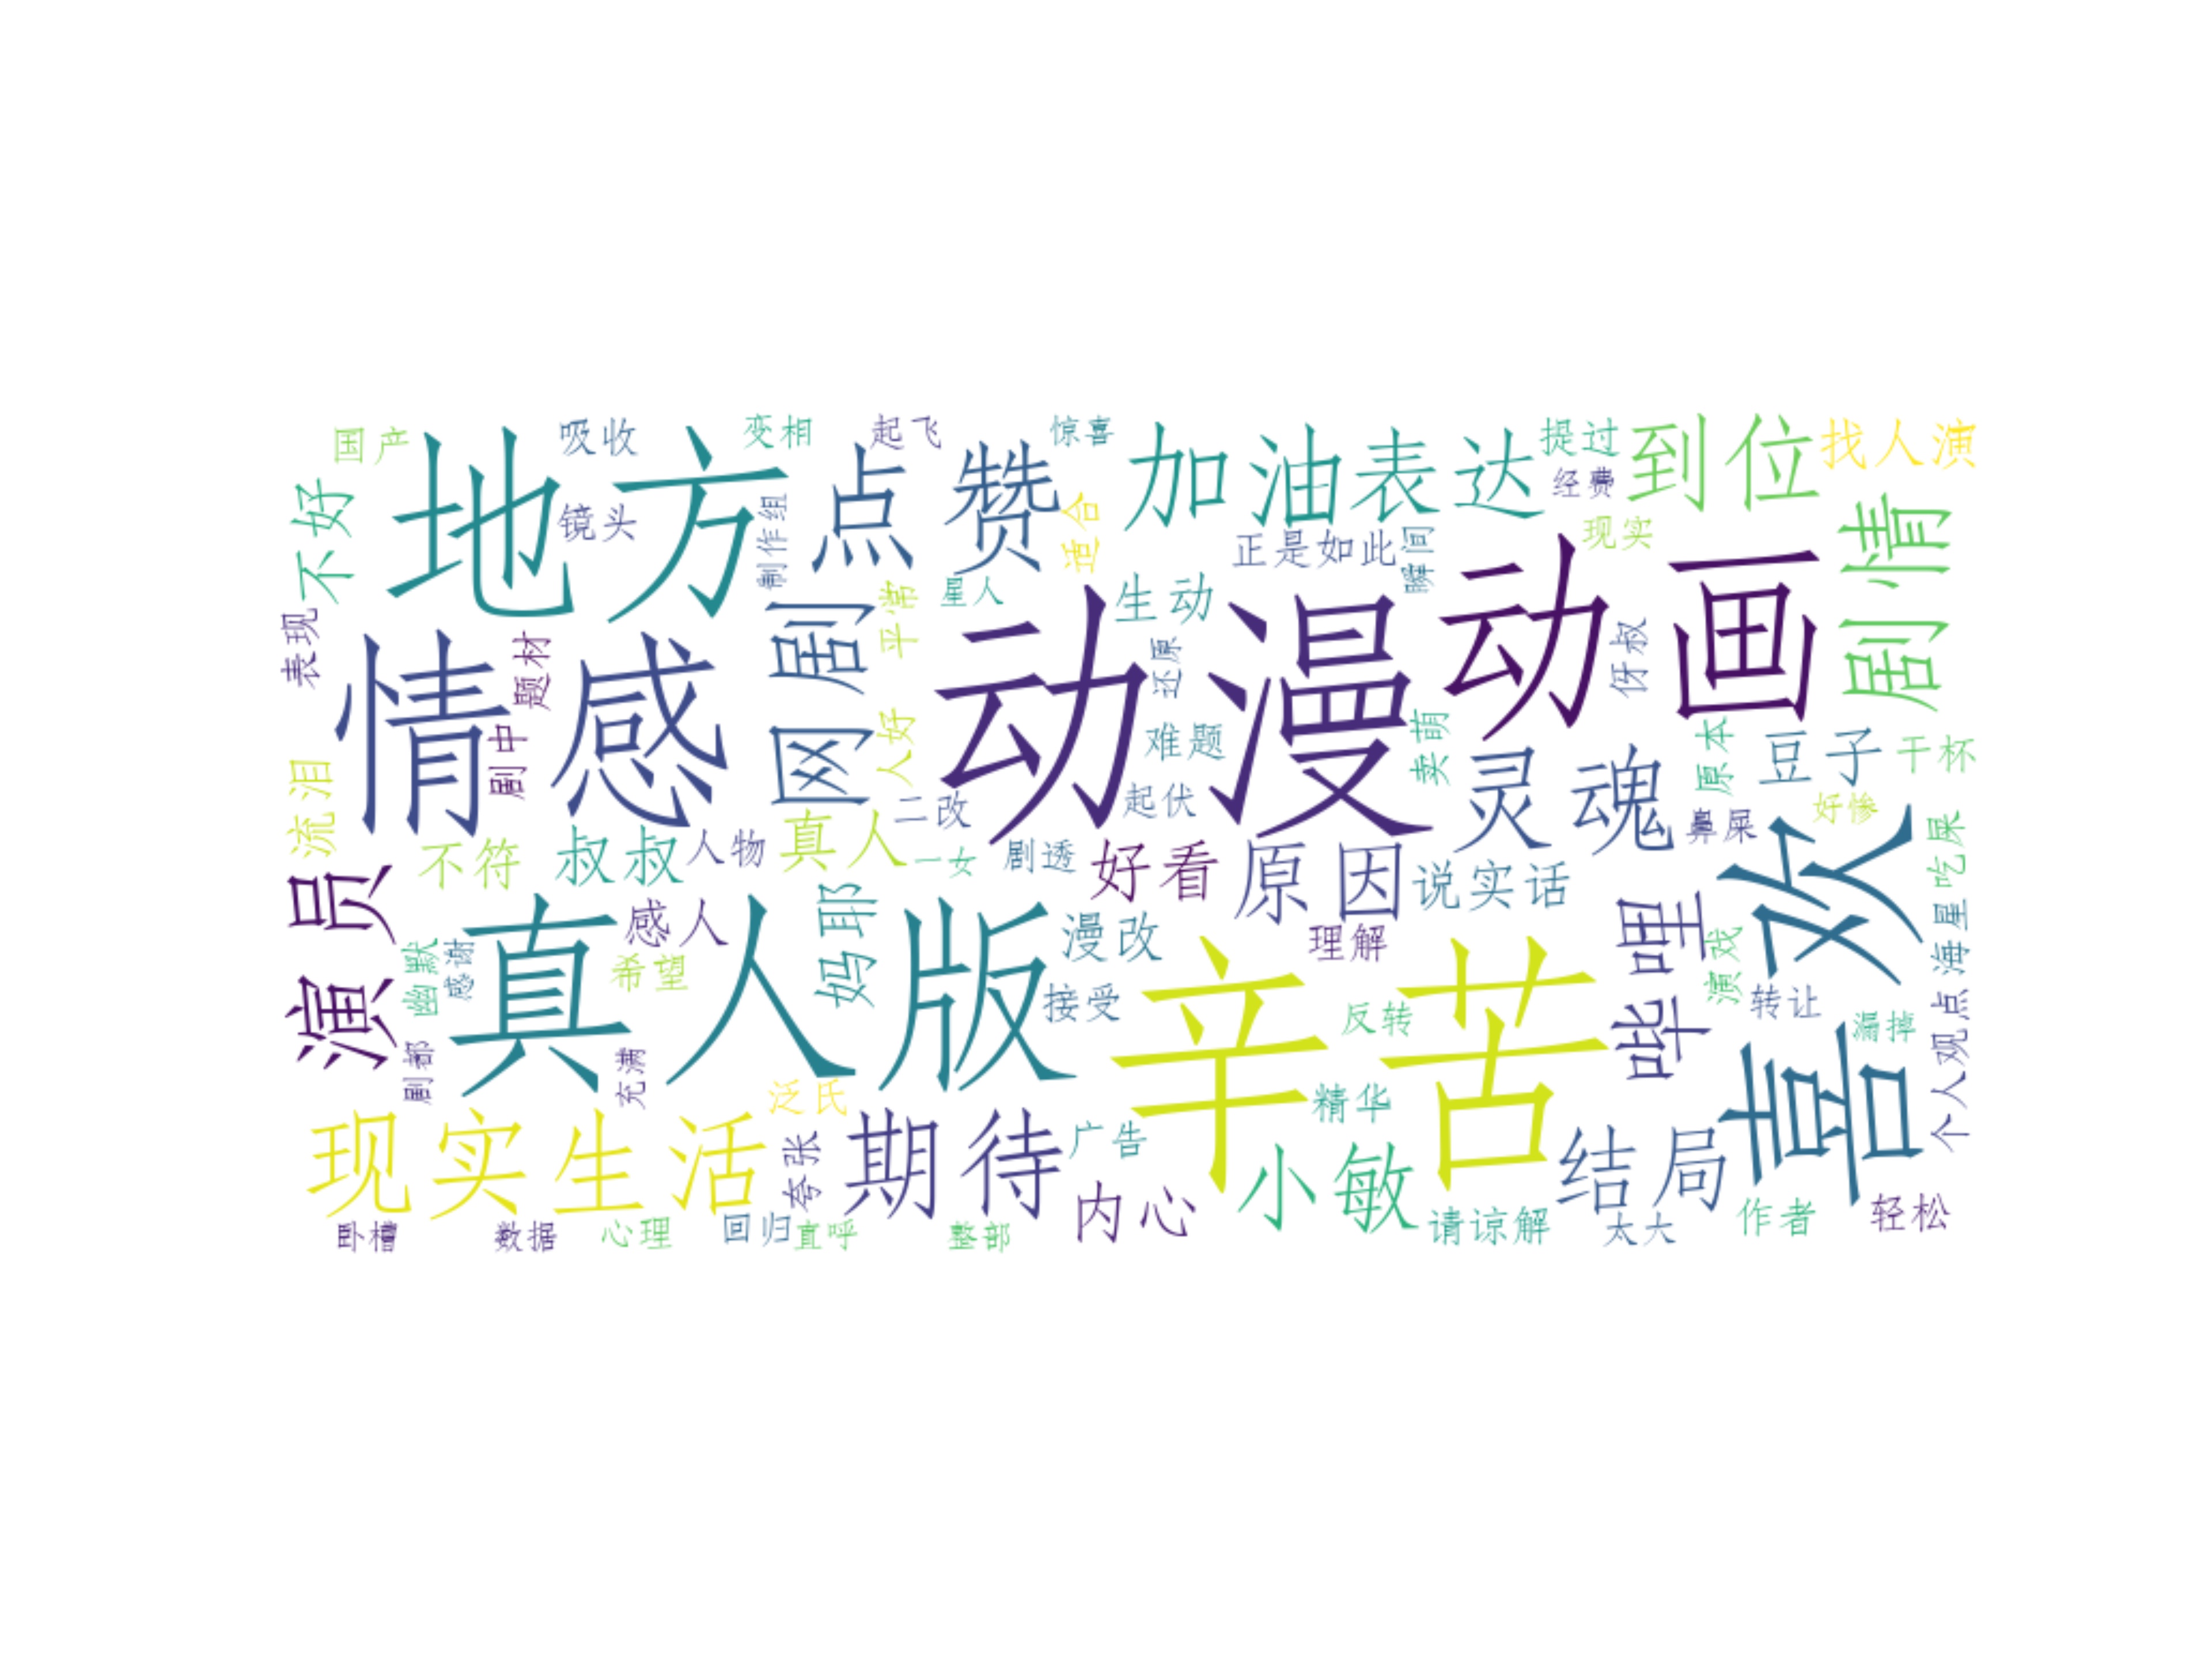 国产
吸收
变相
起飞
惊喜
加油
表达
提过
到位
找人演
地方
点赞
经费
不好
镜头
制作组
适合
正是如此
瞬间
现实
剧情
平常
星人
生动
动漫
动画
表现
情感
题材
网剧
还原
伢叔
剧中
人好
难题
卖萌
灵魂
原本
豆子
干杯
流泪
二改
起伏
鼻屎
好惨
喜欢
吃屎
不符
叔叔
人物
真人
一女
剧透
好看
原因
说实话
演员
真人版
感人
妈耶
漫改
理解
哔哩
演戏
海星
幽默
感谢
希望
接受
辛苦
反转
转让
漏掉
个人观点
剧都
充满
泛氏
精华
现实生活
夸张
期待
广告
小敏
结局
内心
请谅解
太大
作者
轻松
数据
心理
回归
直呼
整部